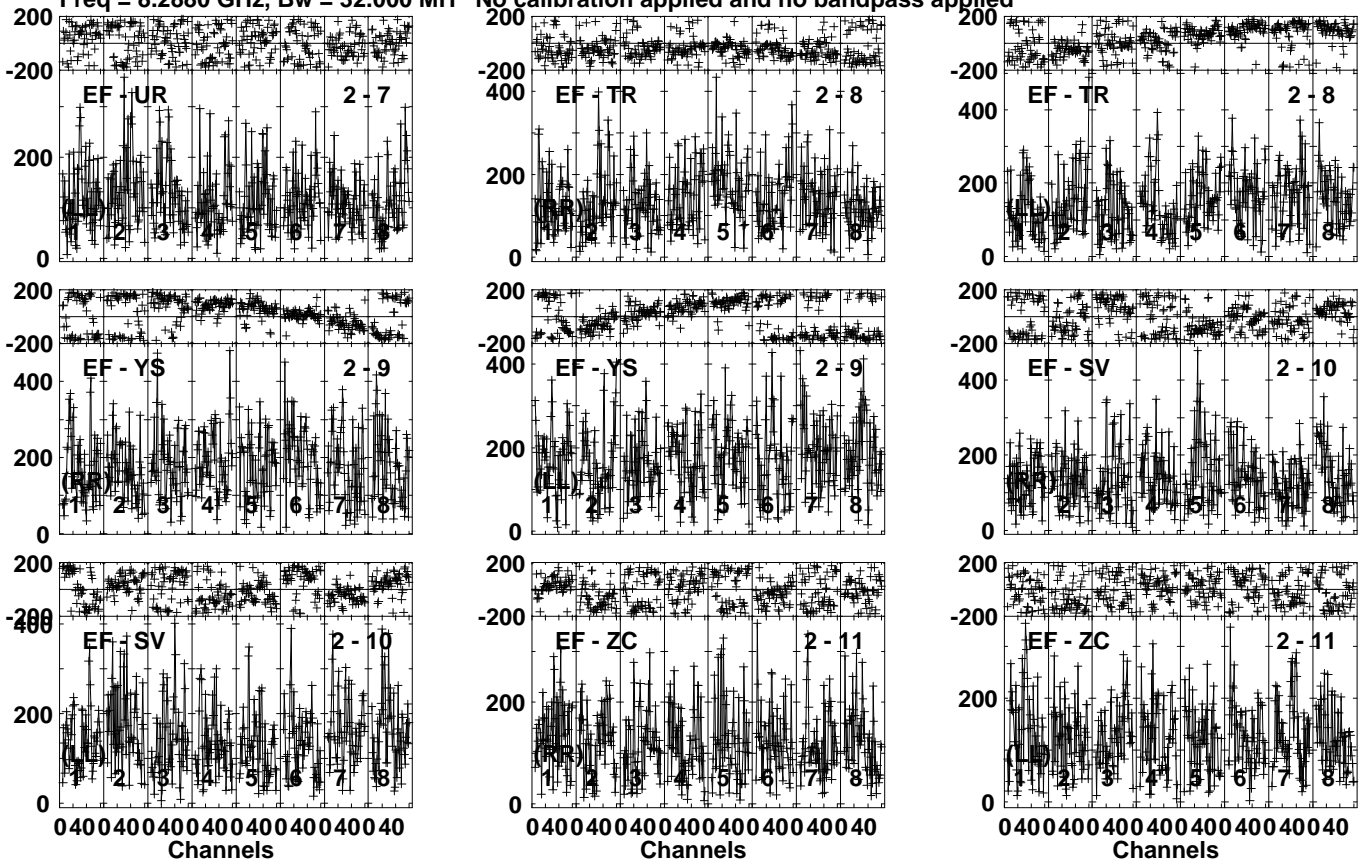 Freq = 8.2880 GHz, Bw = 32.000 MH No calibration applied and no bandpass applied
200 200 200
-200 -200 -200
EF - UR 2 - 7 EF - TR 2 - 8 EF - TR 2 - 8
400 400
200 200 200
(LL) (RR) (LL)
1 2 3 4 5 6 7 8 1 2 3 4 5 6 7 8 1 2 3 4 5 6 7 8
0 0 0
200 200 200
-200 -200 -200
EF - YS 2 - 9 EF - YS 2 - 9 EF - SV 2 - 10
400 400 400
200 200 200
(RR) (LL) (RR)
1 2 3 4 5 6 7 8 1 2 3 4 5 6 7 8 1 2 3 4 5 6 7 8
0 0 0
200 200 200
-200 -200 -200
400
EF - SV 2 - 10 EF - ZC 2 - 11 EF - ZC 2 - 11
200 200 200
(LL) (RR) (LL)
1 2 3 4 5 6 7 8 1 2 3 4 5 6 7 8 1 2 3 4 5 6 7 8
0 0 0
0 40 0 40 0 40 0 40 0 40 0 40 0 40 0 40 0 40 0 40 0 40 0 40 0 40 0 40 0 40 0 40 0 40 0 40 0 40 0 40 0 40 0 40 0 40 0 40
Channels Channels Channels